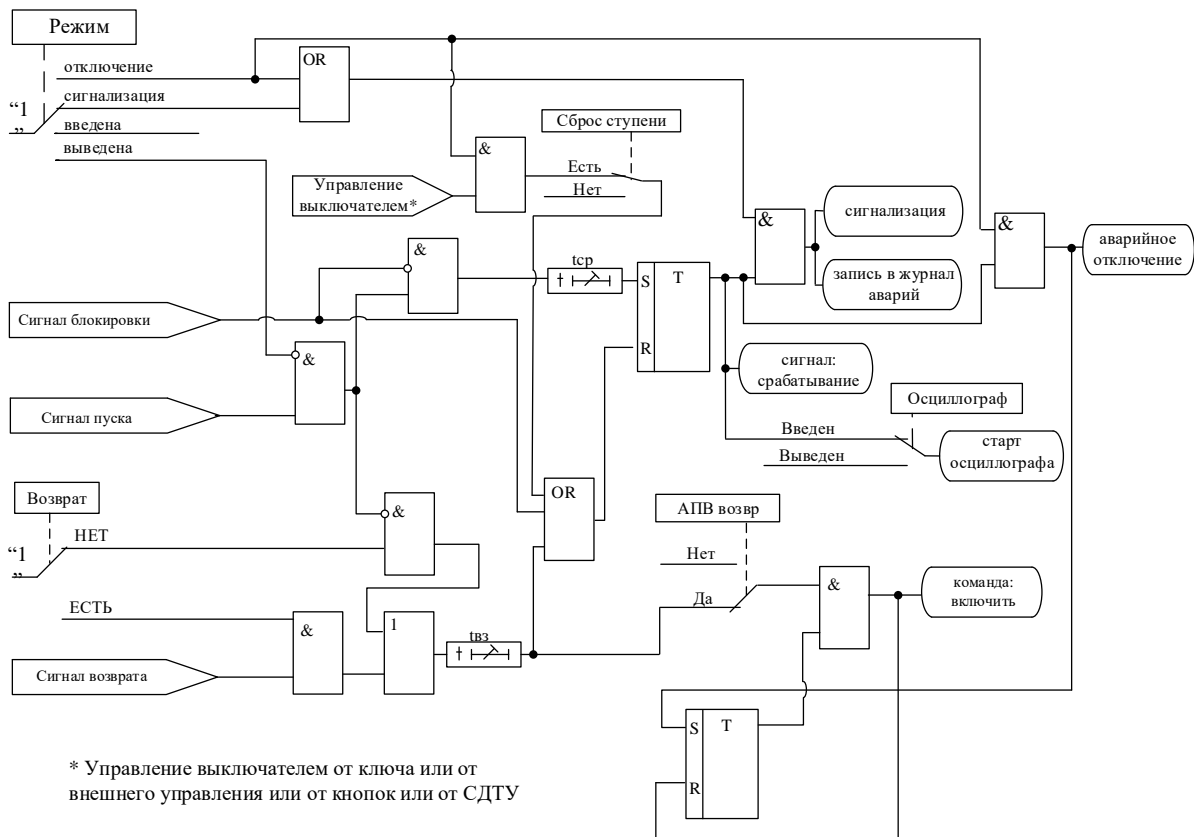 Режим
отключение
OR
сигнализация
“1
”
введена
выведена
Сброс ступени
&
Есть
Нет
Управление
выключателем*
&
сигнализация
&
аварийное
отключение
запись в журнал
аварий
&
tср
S
T
R
Сигнал блокировки
&
сигнал:
срабатывание
Сигнал пуска
Осциллограф
Введен
Выведен
старт
осциллографа
OR
Возврат
АПВ возвр
&
НЕТ
“1
”
Нет
Да
&
команда:
включить
ЕСТЬ
&
1
tвз
Сигнал возврата
S
T
R
* Управление выключателем от ключа или от
внешнего управления или от кнопок или от СДТУ